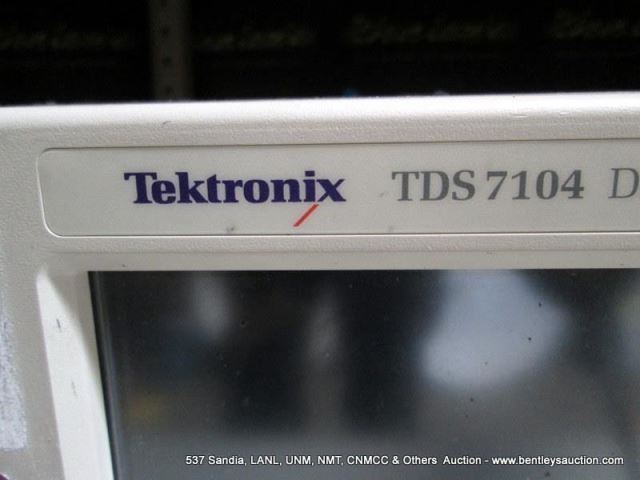 Tektronix TDS 7104 D
537 Sandia, LANL, UNM, NMT, CNMCC & Others Auction - www.bentleysauction.com